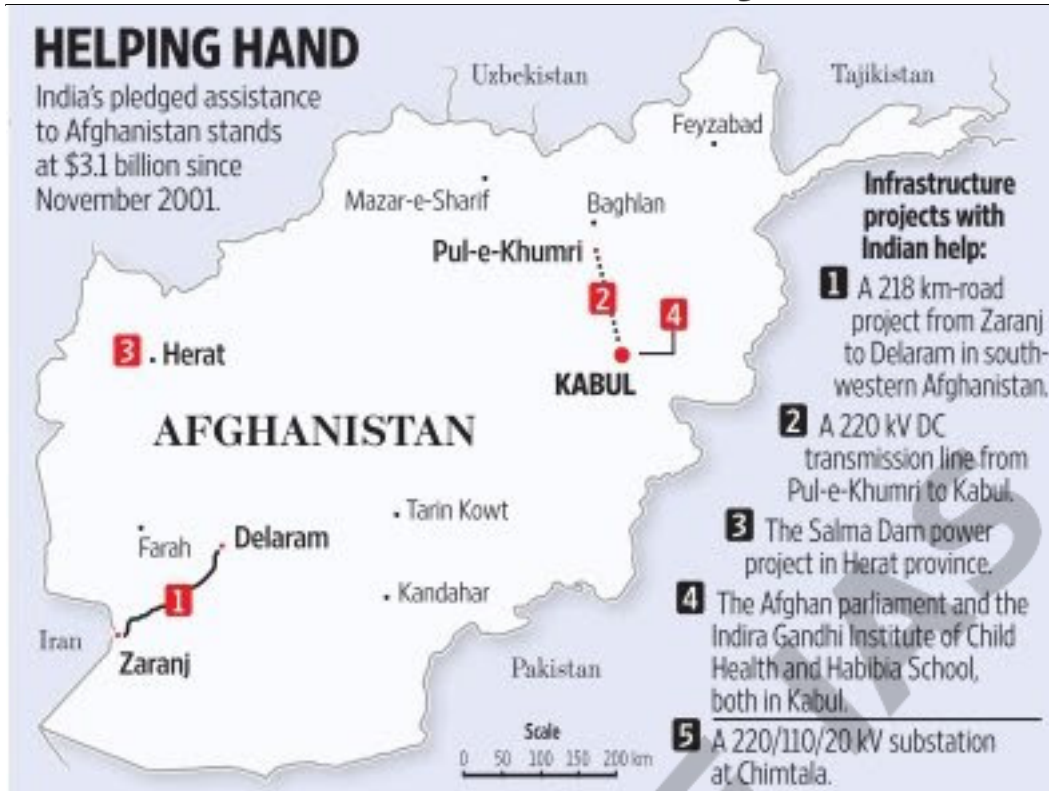 HELPING HAND
India's pledged assistance
to Afghanistan stands
at $3.1 billion since
November 2001.
Uzbekistan
Tajikistan
Feyzabad
Mazar-e-Sharif
Baghlan
Pul-e-Khumri
2
4
3
Herat
KABUL
AFGHANISTAN
Tarin Kowt
Farah
Delaram
1
Kandahar
Iran
Zaranj
Pakistan
Scale
0 50 100 150 200 km
Infrastructure
projects with
Indian help:
1 A 218 km-road
project from Zaranj
to Delaram in south-
western Afghanistan.
2 A 220 kV DC
transmission line from
Pul-e-Khumri to Kabul.
3 The Salma Dam power
project in Herat province.
4 The Afghan parliament and the
Indira Gandhi Institute of Child
Health and Habibia School,
both in Kabul.
5 A 220/110/20 kV substation
at Chimtala.
IAS